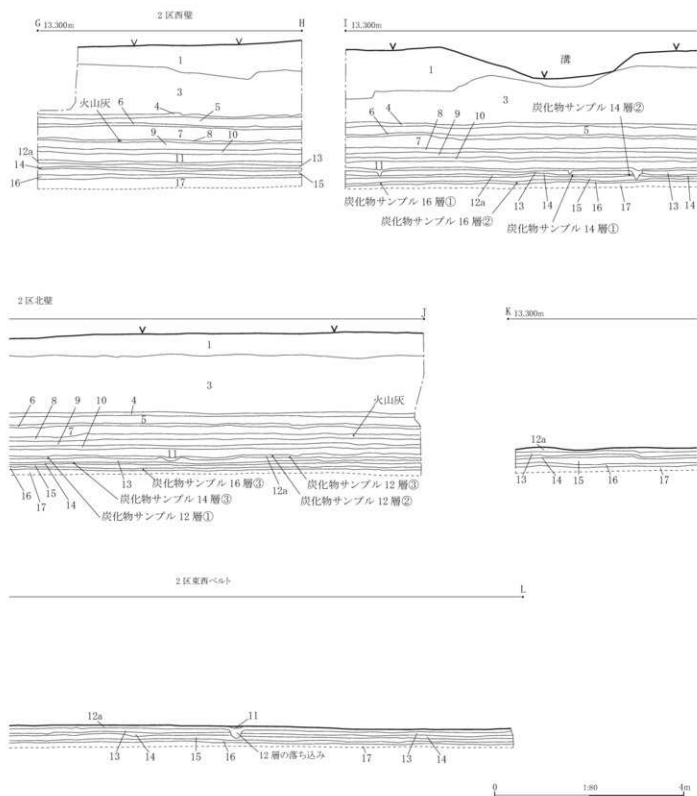 2区西壁
G 13.300m H
1
3
火山灰 6 4 5
9 7 8 10
12a 11
14 13
16 17 15
I 13.300m
溝
1
3
炭化物サンプル 14層②
6 4 8 9 10 5
7
11
12a 13 14 15 16 17 13 14
炭化物サンプル 16層①
炭化物サンプル 16層②
炭化物サンプル 14層①
2区北壁
J
1
3
6 8 9 10 4 火山灰
5
7
11
16 17 15 14 13 炭化物サンプル 16層③ 12a 炭化物サンプル 12層③
炭化物サンプル 14層③ 炭化物サンプル 12層②
炭化物サンプル 12層①
K 13.300m
12a
13 14 15 16 17
2区東西ベルト
L
12a 11
13 14 15 16 12層の落ち込み 17 13 14
0 1:80 4m